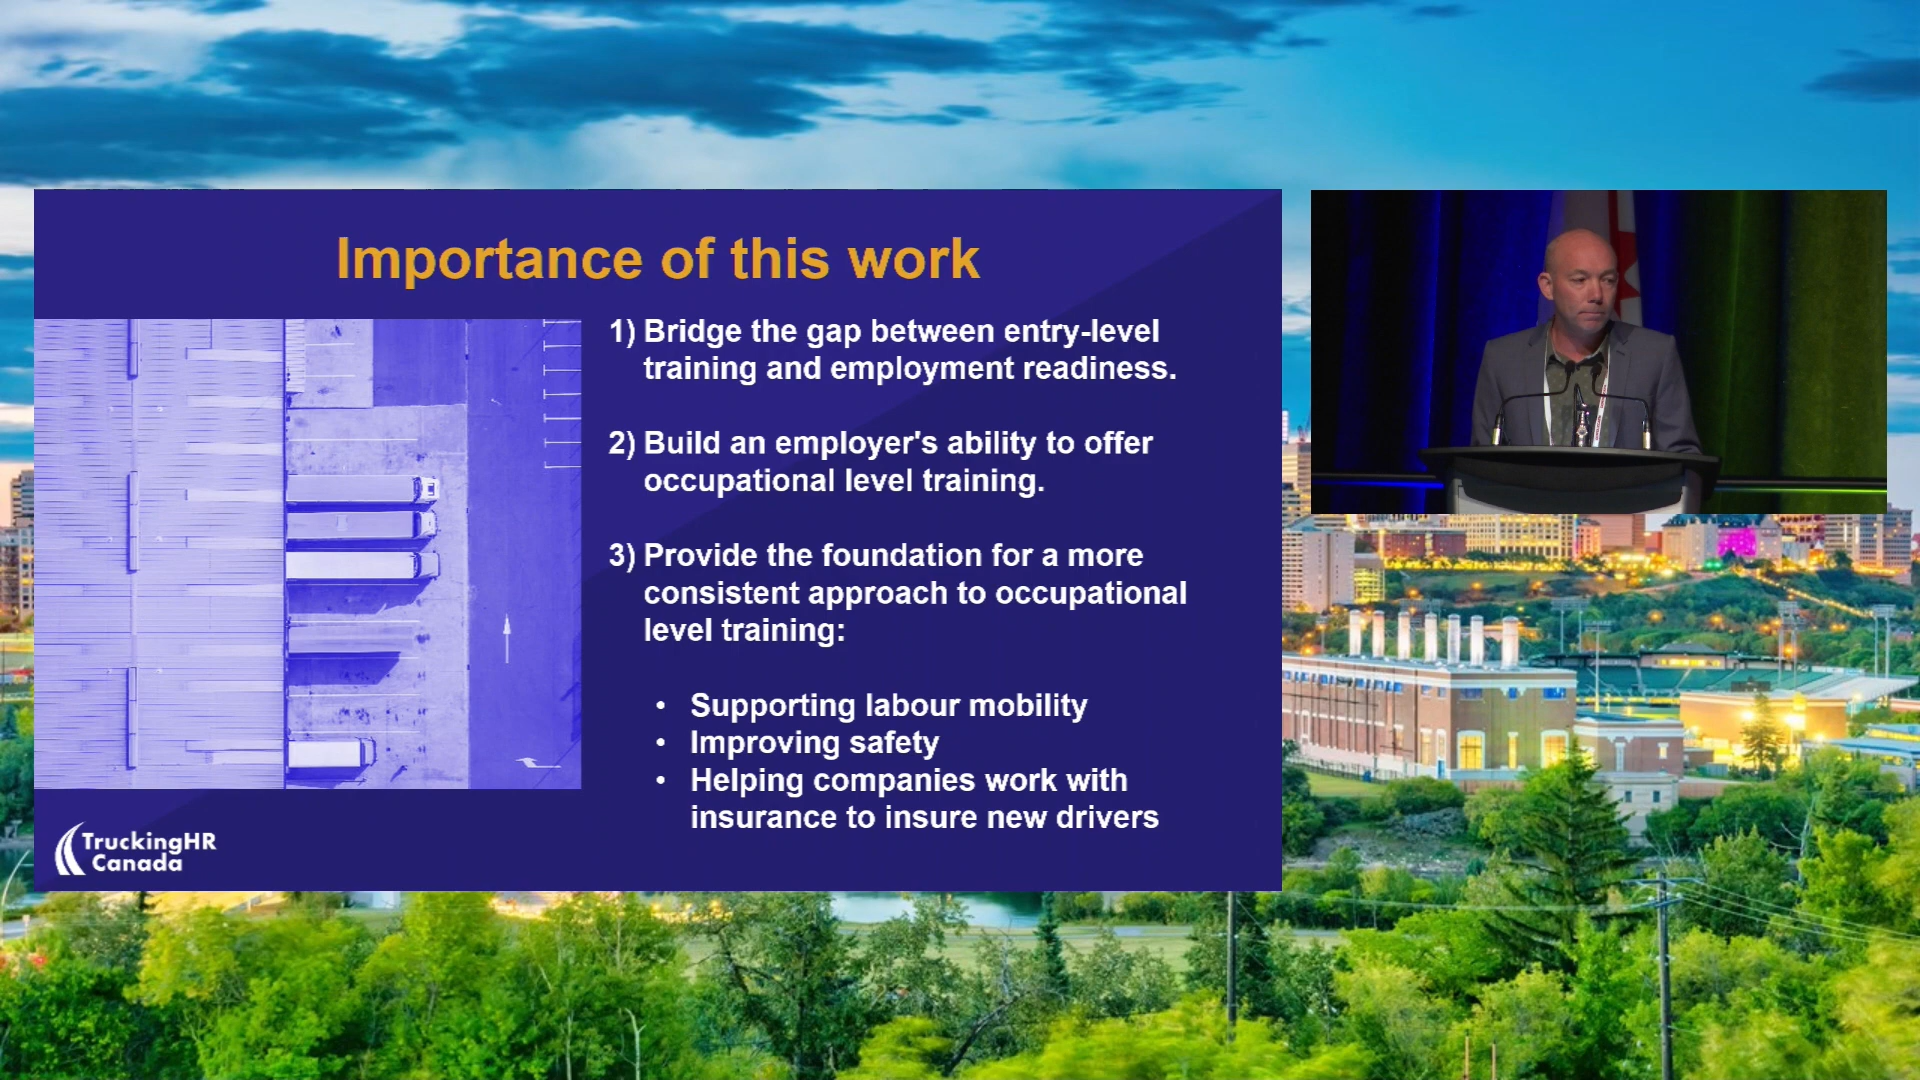 Importance of this work
1) Bridge the gap between entry-level
training and employment readiness.
2) Build an employer's ability to offer
occupational level training.
3) Provide the foundation for a more
consistent approach to occupational
level training:
• Supporting labour mobility
• Improving safety
• Helping companies work with
insurance to insure new drivers
TruckingHR
Canada